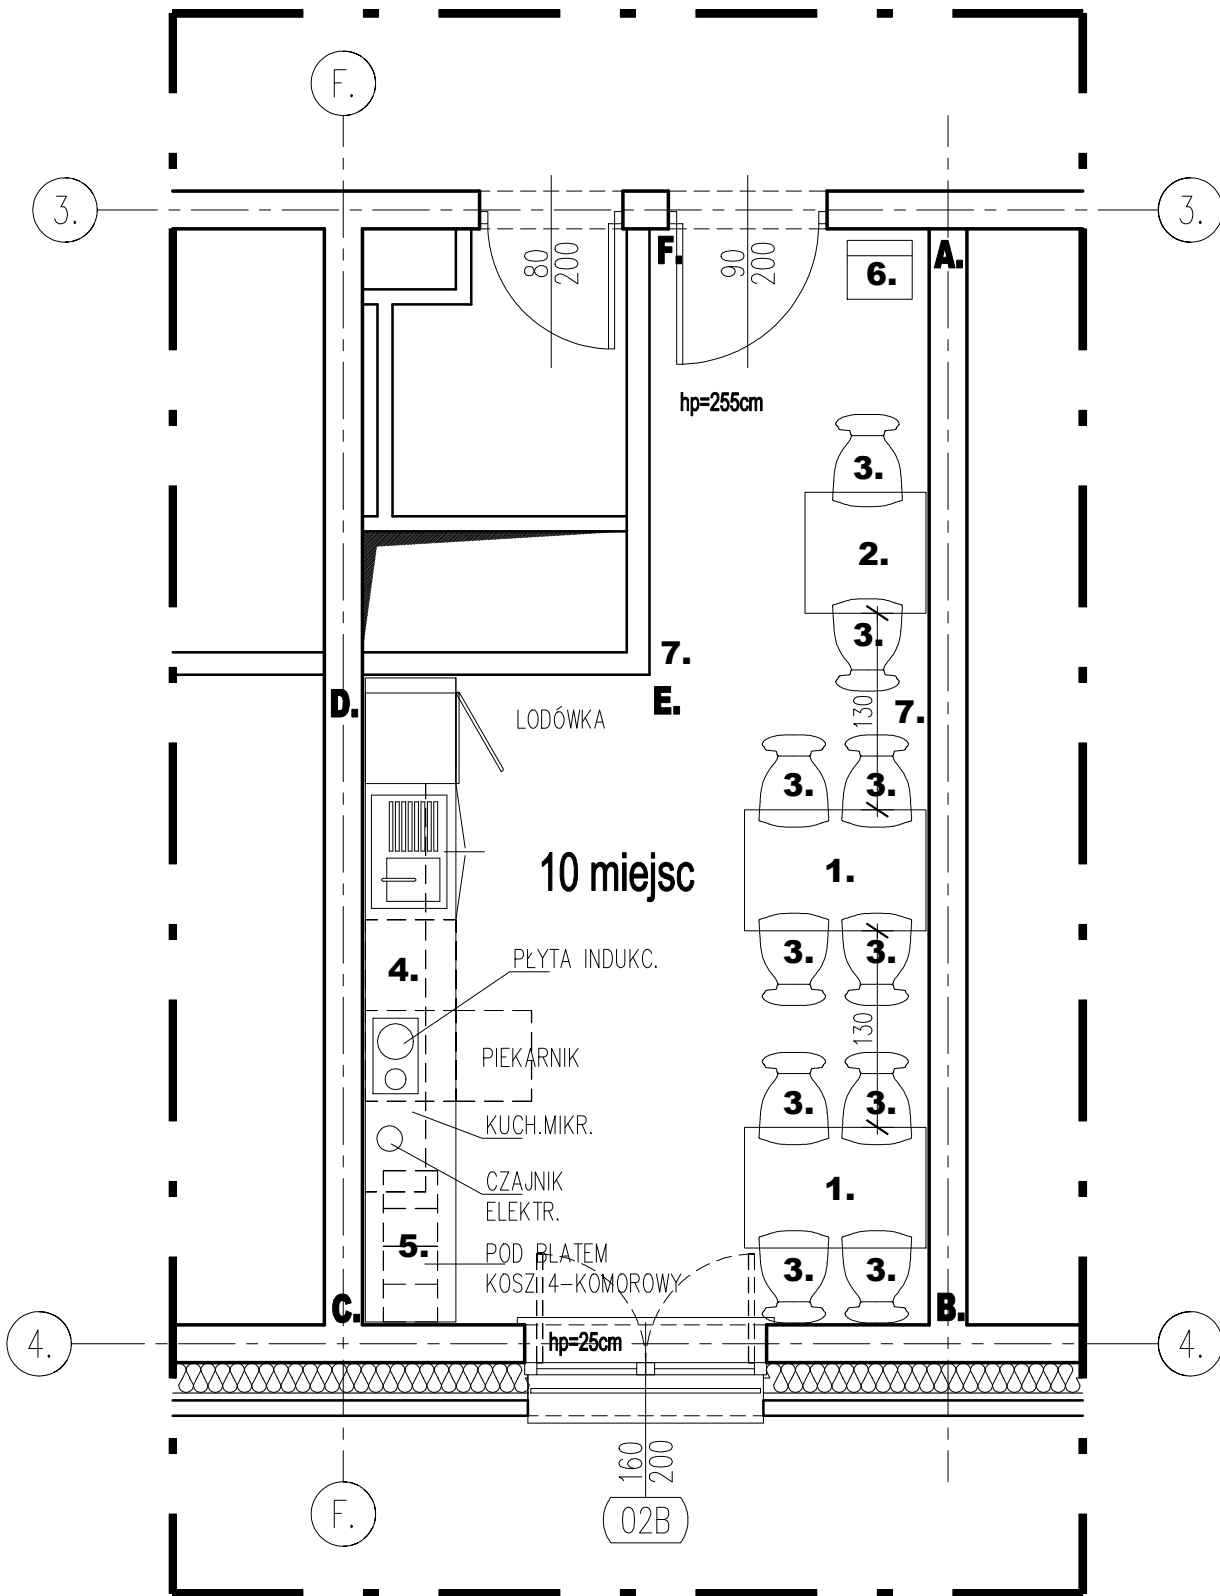 F.
3.
3.
80
200
90
200
F.
A.
6.
hp=255cm
3.
2.
3.
7.
D.
E.
LODÓWKA
130
7.
3.
3.
10 miejsc
1.
3.
3.
4.
PŁYTA INDUKC.
130
PIEKARNIK
3.
3.
KUCH.MIKR.
CZAJNIK
ELEKTR.
1.
5.
POD BLATEM
KOSZ 4-KOMOROWY
3.
3.
C.
B.
4.
hp=25cm
4.
160
200
F.
02B